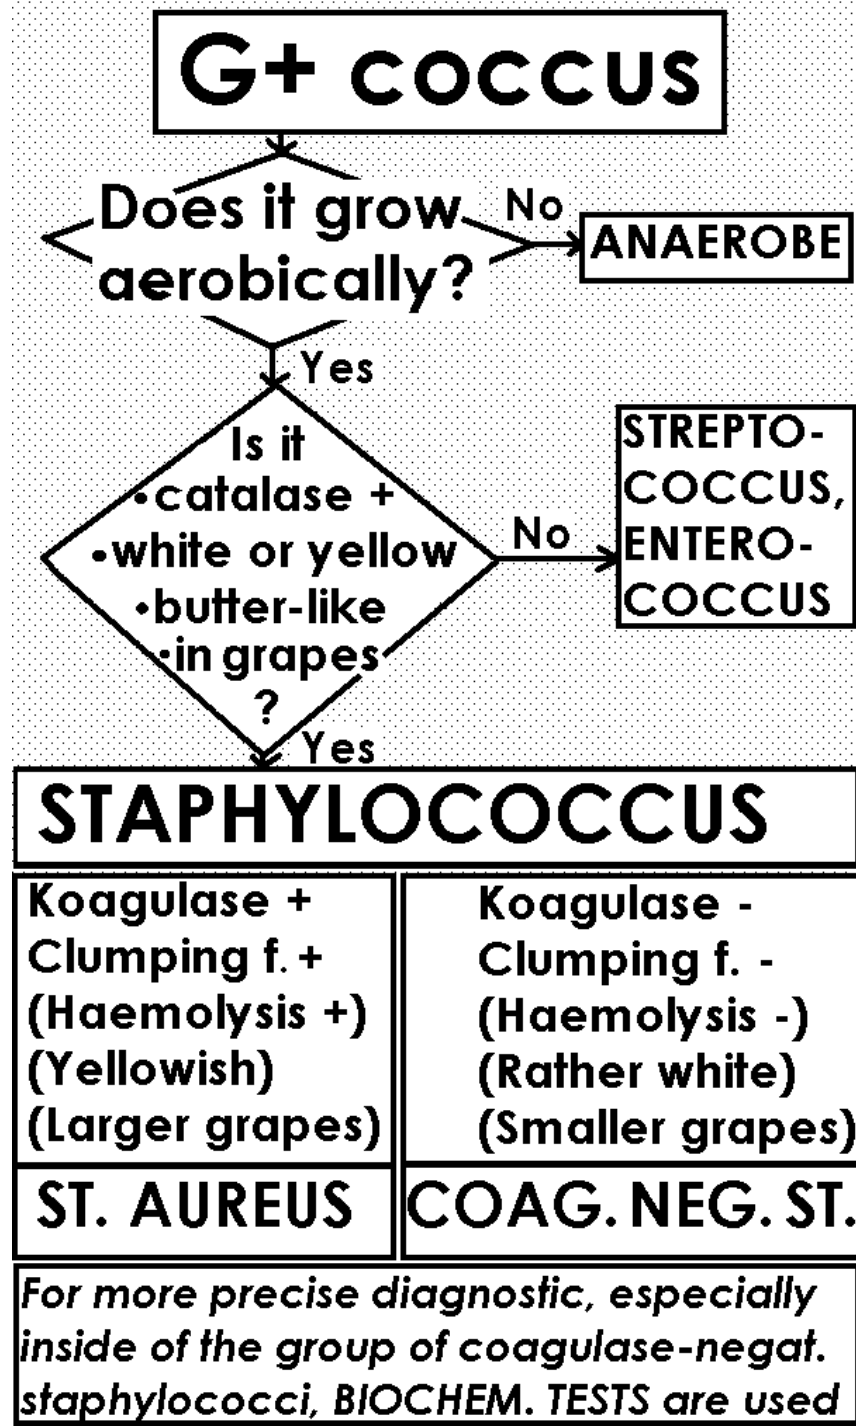 G+ COCCUS
Does it grow
aerobically?
No
ANAEROBE
Yes
Is it
•catalase +
•white or yellow
•butter-like
•in grapes
?
No
STREPTO-
COCCUS,
ENTERO-
COCCUS
Yes
STAPHYLOCOCCUS
Koagulase +
Clumping f. +
(Haemolysis +)
(Yellowish)
(Larger grapes)
ST. AUREUS
Koagulase -
Clumping f. -
(Haemolysis -)
(Rather white)
(Smaller grapes)
COAG. NEG. ST.
For more precise diagnostic, especially
inside of the group of coagulase-negat.
staphylococci, BIOCHEM. TESTS are used